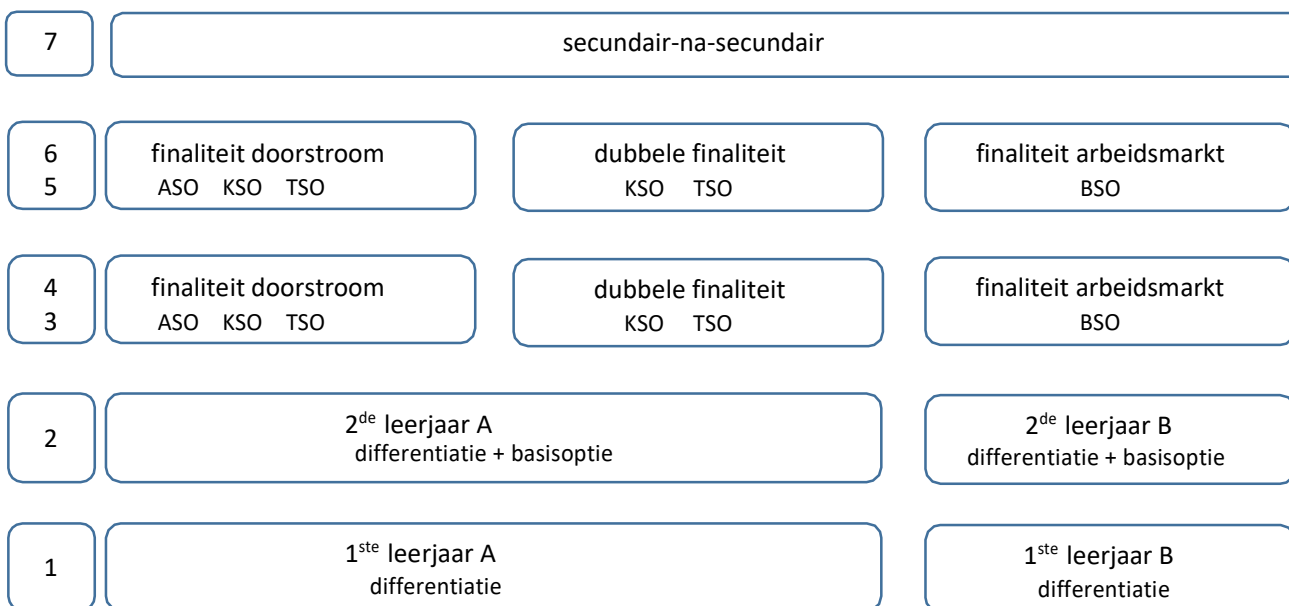 7
secundair-na-secundair
6
5
finaliteit doorstroom
ASO KSO TSO
dubbele finaliteit
KSO TSO
finaliteit arbeidsmarkt
BSO
4
3
finaliteit doorstroom
ASO KSO TSO
dubbele finaliteit
KSO TSO
finaliteit arbeidsmarkt
BSO
2
2de leerjaar A
differentiatie + basisoptie
2de leerjaar B
differentiatie + basisoptie
1
1ste leerjaar A
differentiatie
1ste leerjaar B
differentiatie